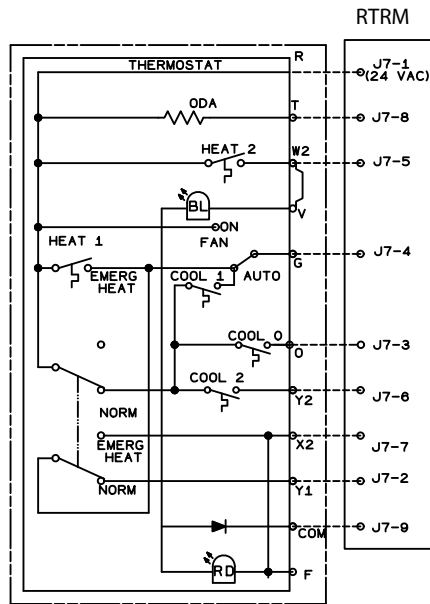 RTRM
R
THERMOSTAT
J7-1
(24 VAC)
ODA
T
J7-8
HEAT 2
W2
J7-5
BL
V
ON
FAN
HEAT 1
G
J7-4
EMERG
HEAT
COOL 1
AUTO
COOL O
O
J7-3
COOL 2
Y2
J7-6
NORM
X2
J7-7
EMERG
HEAT
NORM
Y1
J7-2
COM
J7-9
RD
F